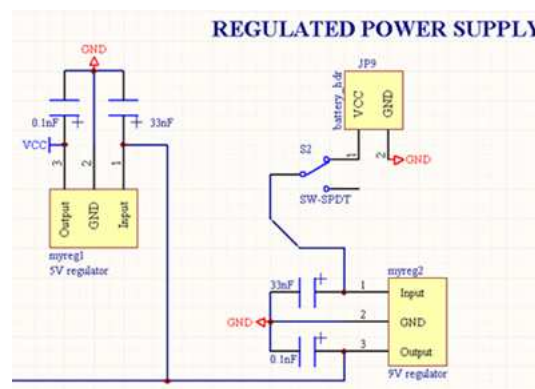 REGULATED POWER SUPPLY
GND
0.1nF
33nF
VCC
3
2
1
Output
GND
Input
myreg1
5V regulator
JP9
battery_hdr
VCC
GND
1
2
GND
S2
SW-SPDT
33nF
1
Input
GND
2
GND
0.1nF
3
Output
myreg2
9V regulator